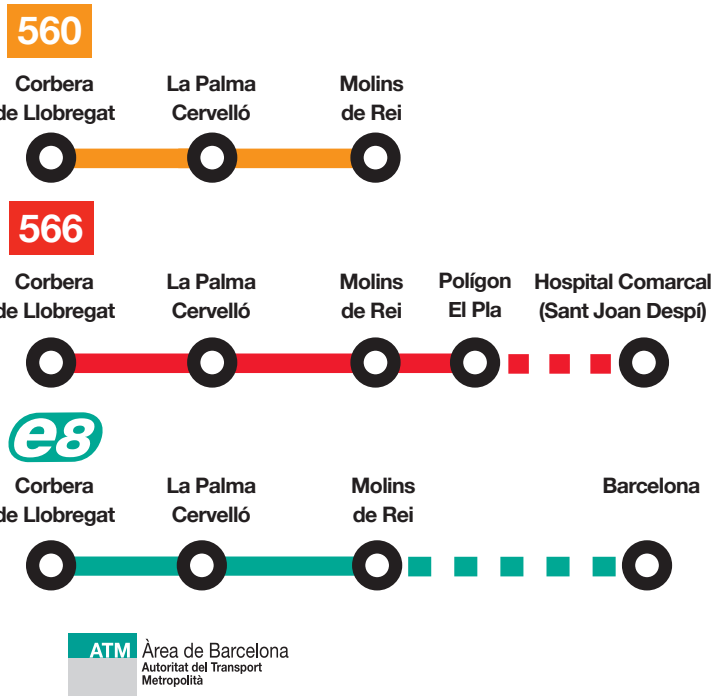 560
Corbera
de Llobregat
La Palma
Cervelló
Molins
de Rei
566
Corbera
de Llobregat
La Palma
Cervelló
Molins
de Rei
Polígon
El Pla
Hospital Comarcal
(Sant Joan Despí)
e8
Corbera
de Llobregat
La Palma
Cervelló
Molins
de Rei
Barcelona
ATM Àrea de Barcelona
Autoritat del Transport
Metropolità